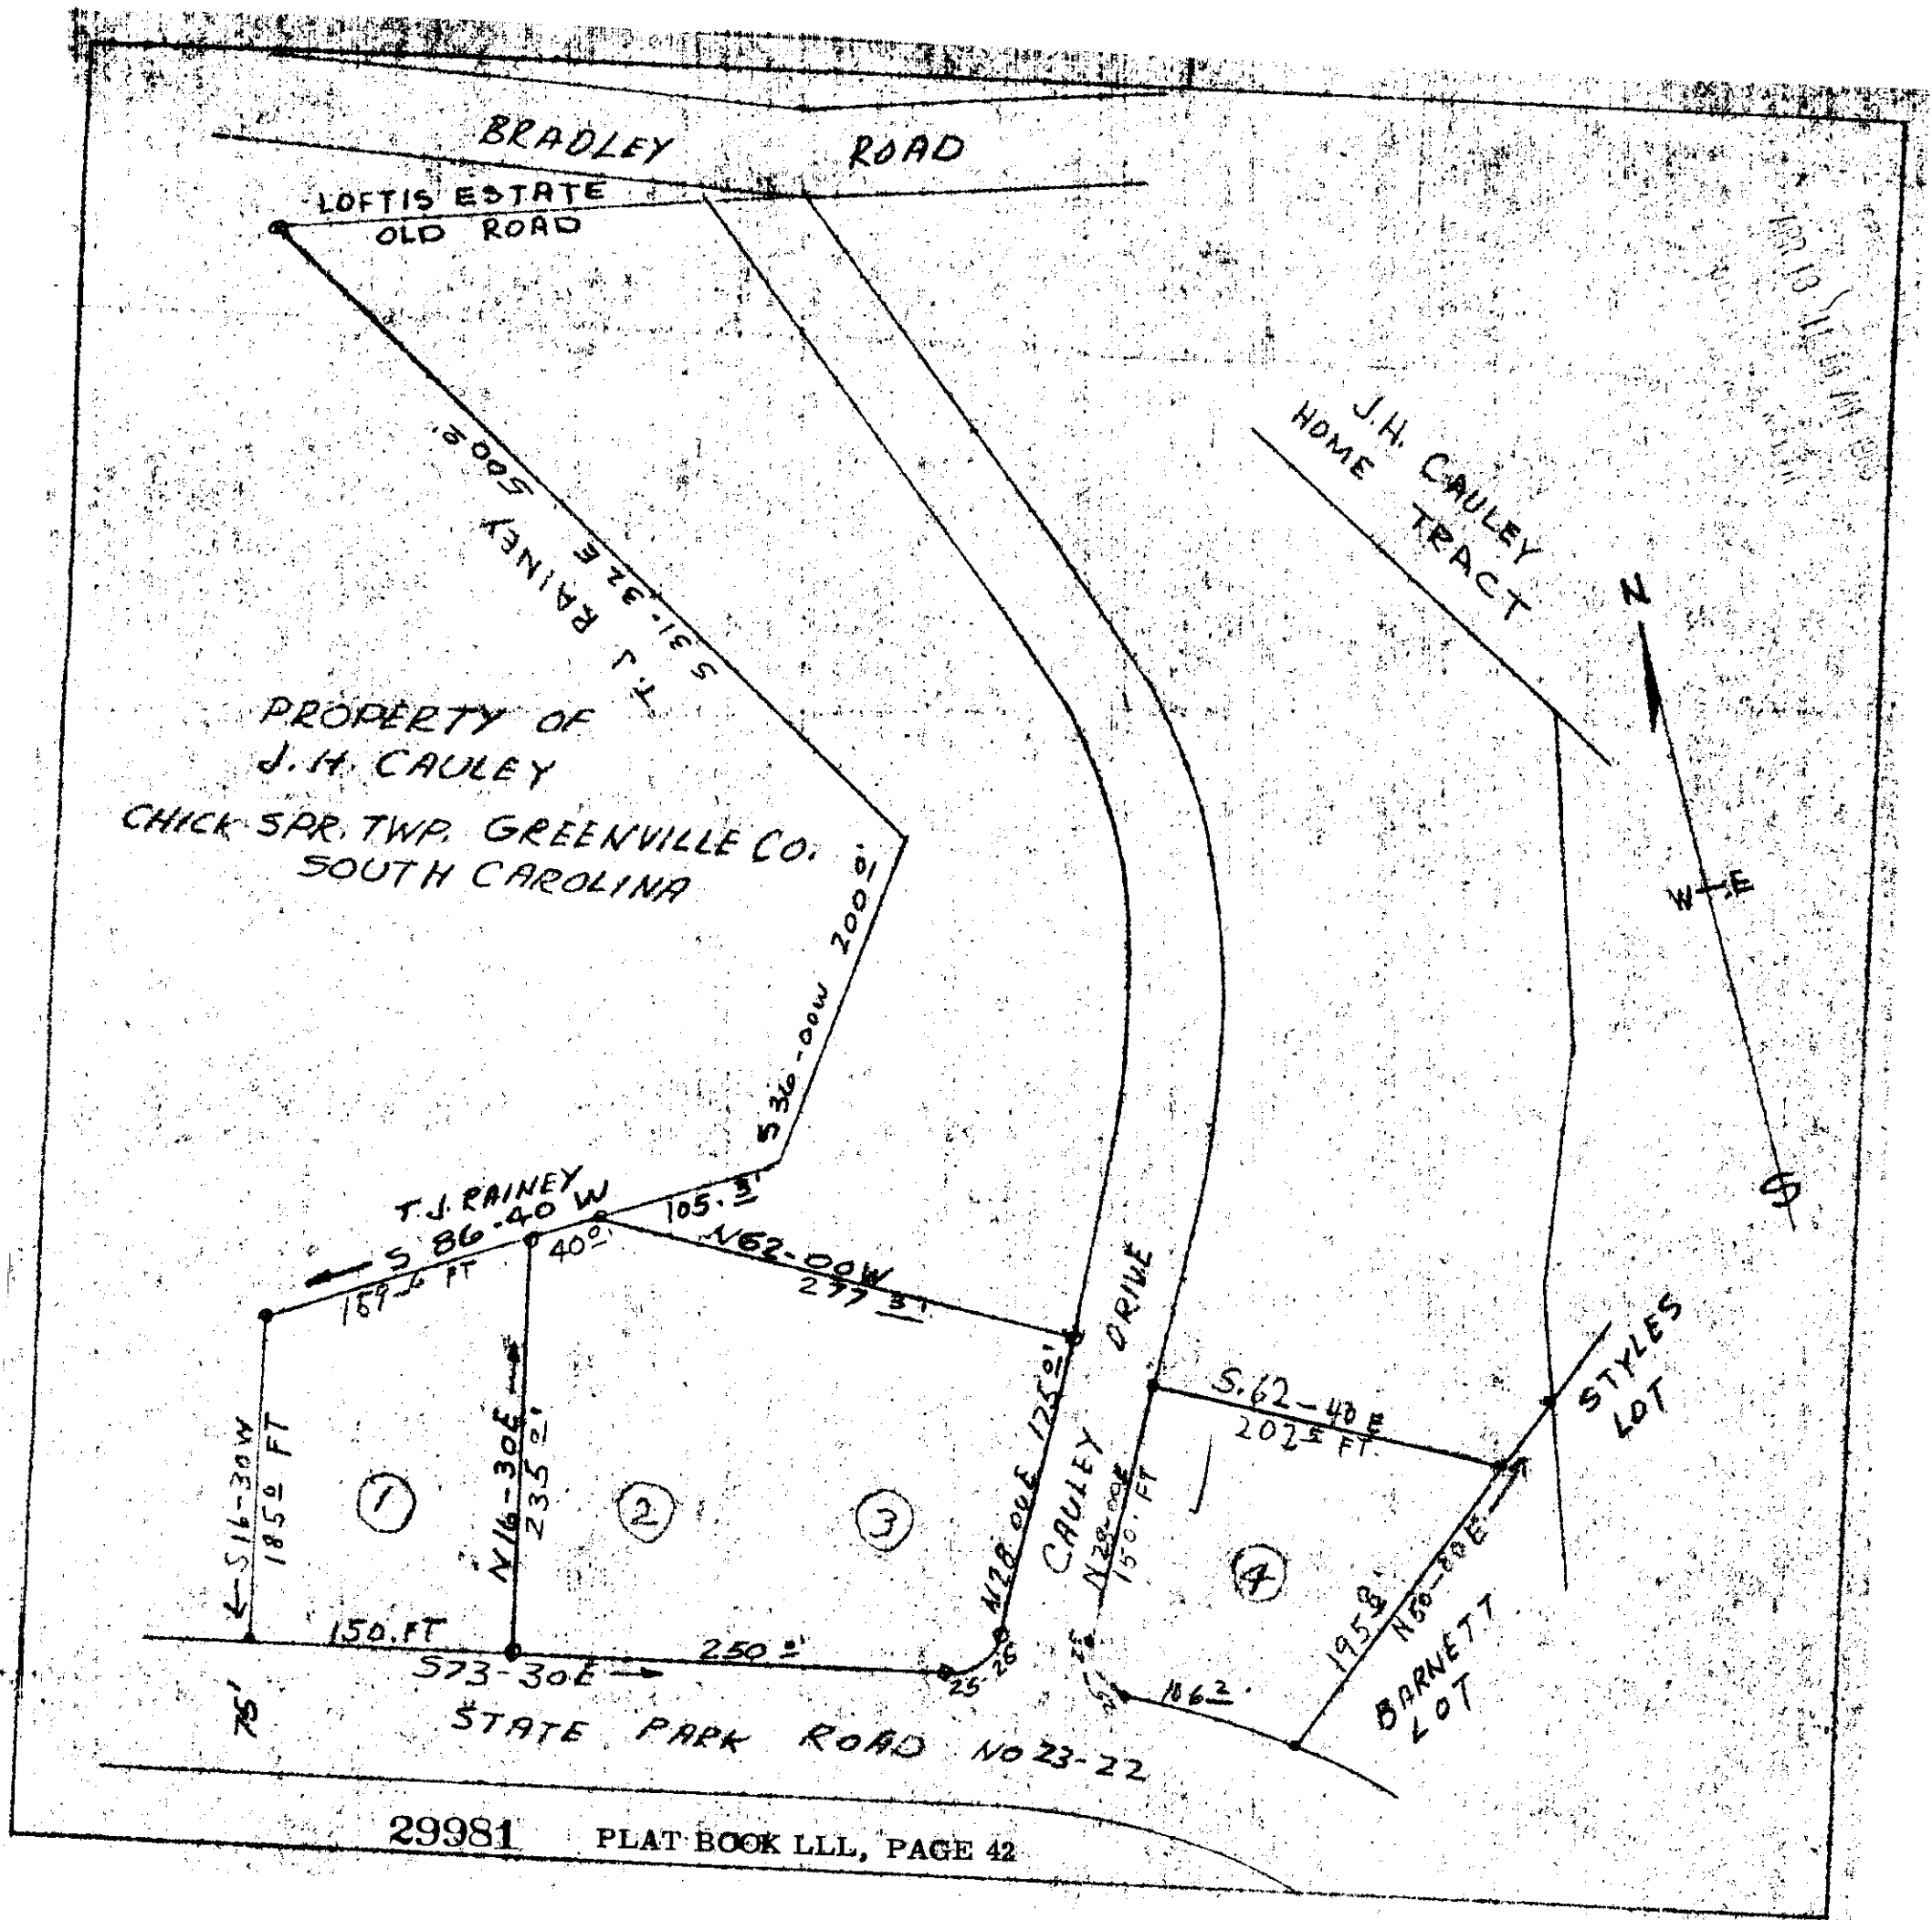 BRADLEY ROAD
LOFTIS ESTATE
OLD ROAD
J.H. CAULEY
HOME TRACT
500 0'
S 31. 32 E
T.J. RAINEY
N
W E
S
PROPERTY OF
J.H. CAULEY
CHICK SPR. TWP. GREENVILLE CO.
SOUTH CAROLINA
S 36-00W 200 0'
T.J. RAINEY
S 86.40 W
159.6 FT
40 0'
105.3'
N62-00W
277 3'
DRIVE
CAULEY
S.62-40 E
202 5 FT.
STYLES
LOT
S16-30W
185 0 FT
N16-30E
235 0'
N28 00E 125 0'
N28-00E
150. FT
1
2
3
4
195 8'
N50-00E
BARNETT
LOT
150.FT
S73-30E
250 0'
25 25
25 25
106 2.
75'
STATE PARK ROAD NO 23-22
29981 PLAT BOOK LLL, PAGE 42